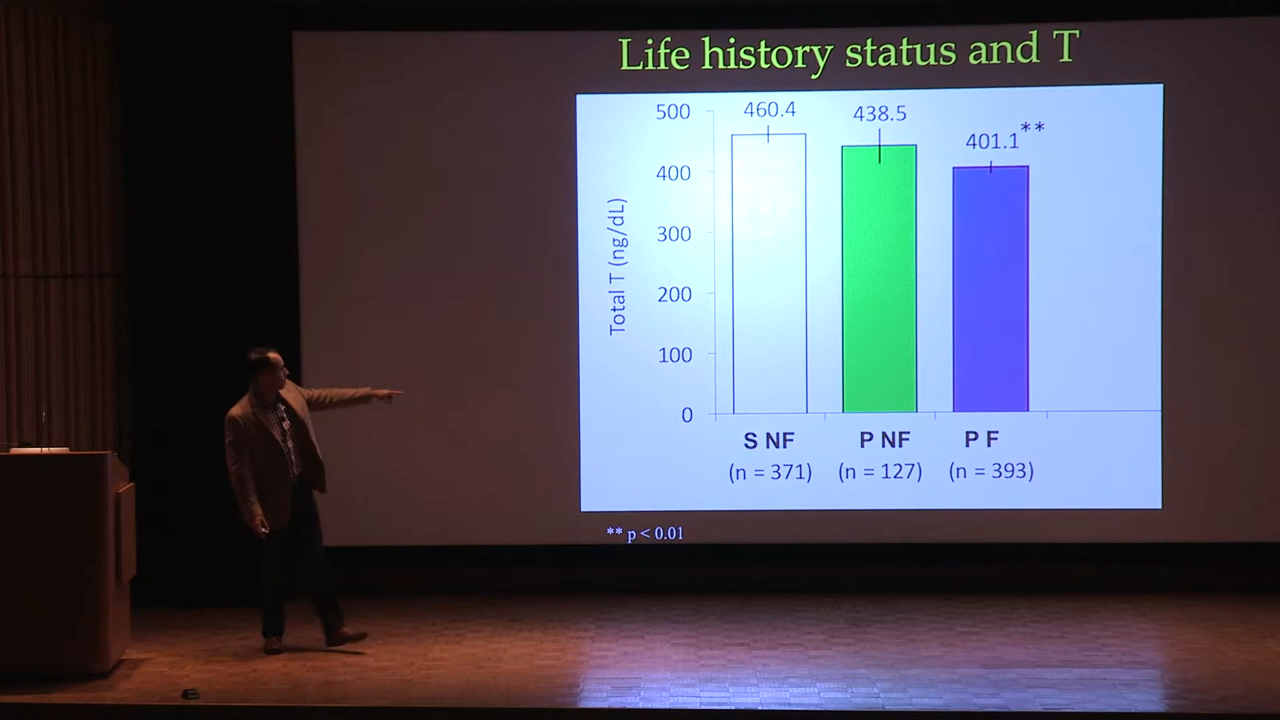 Life history status and T
500
400
300
200
100
0
Total T (ng/dL)
460.4
438.5
401.1**
S NF
P NF
P F
(n = 371)
(n = 127)
(n = 393)
** p < 0.01